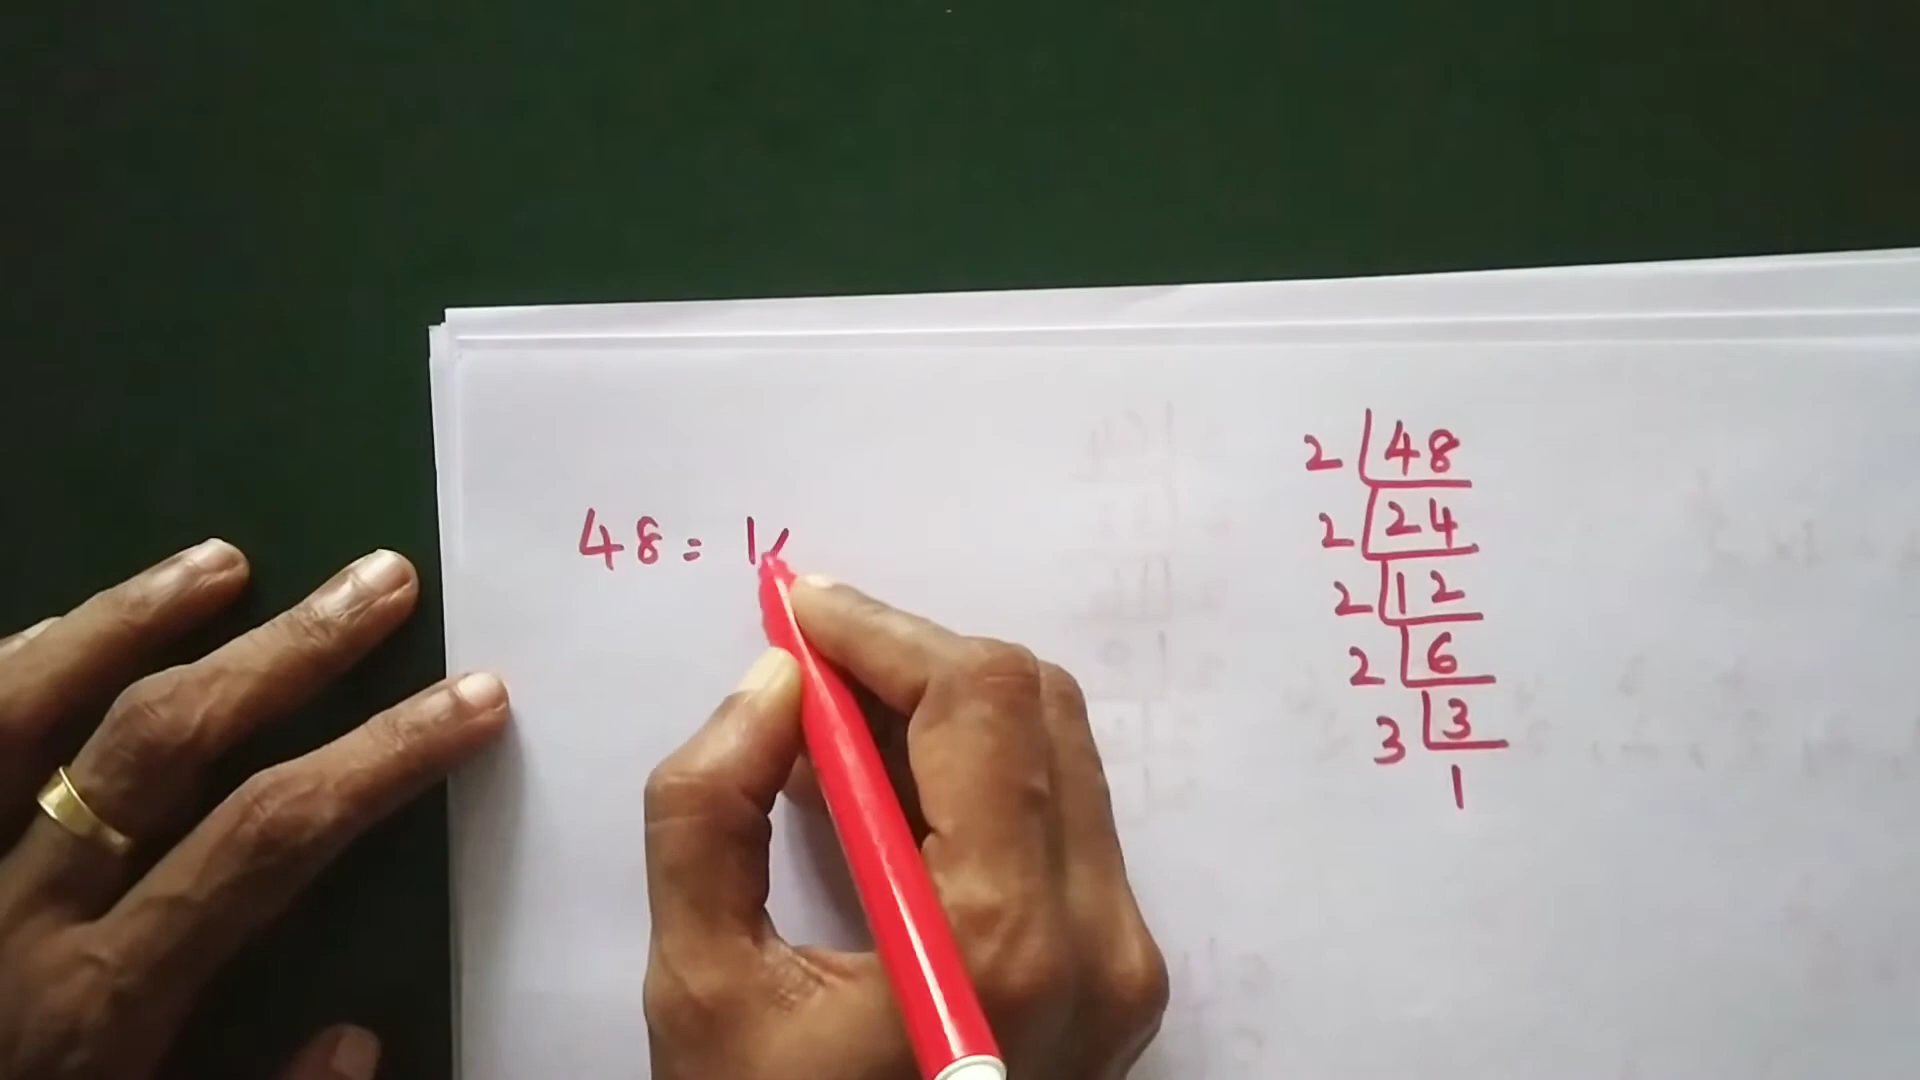 48 = 1
2 | 48
2 | 24
2 | 12
2 | 6
3 | 3
1